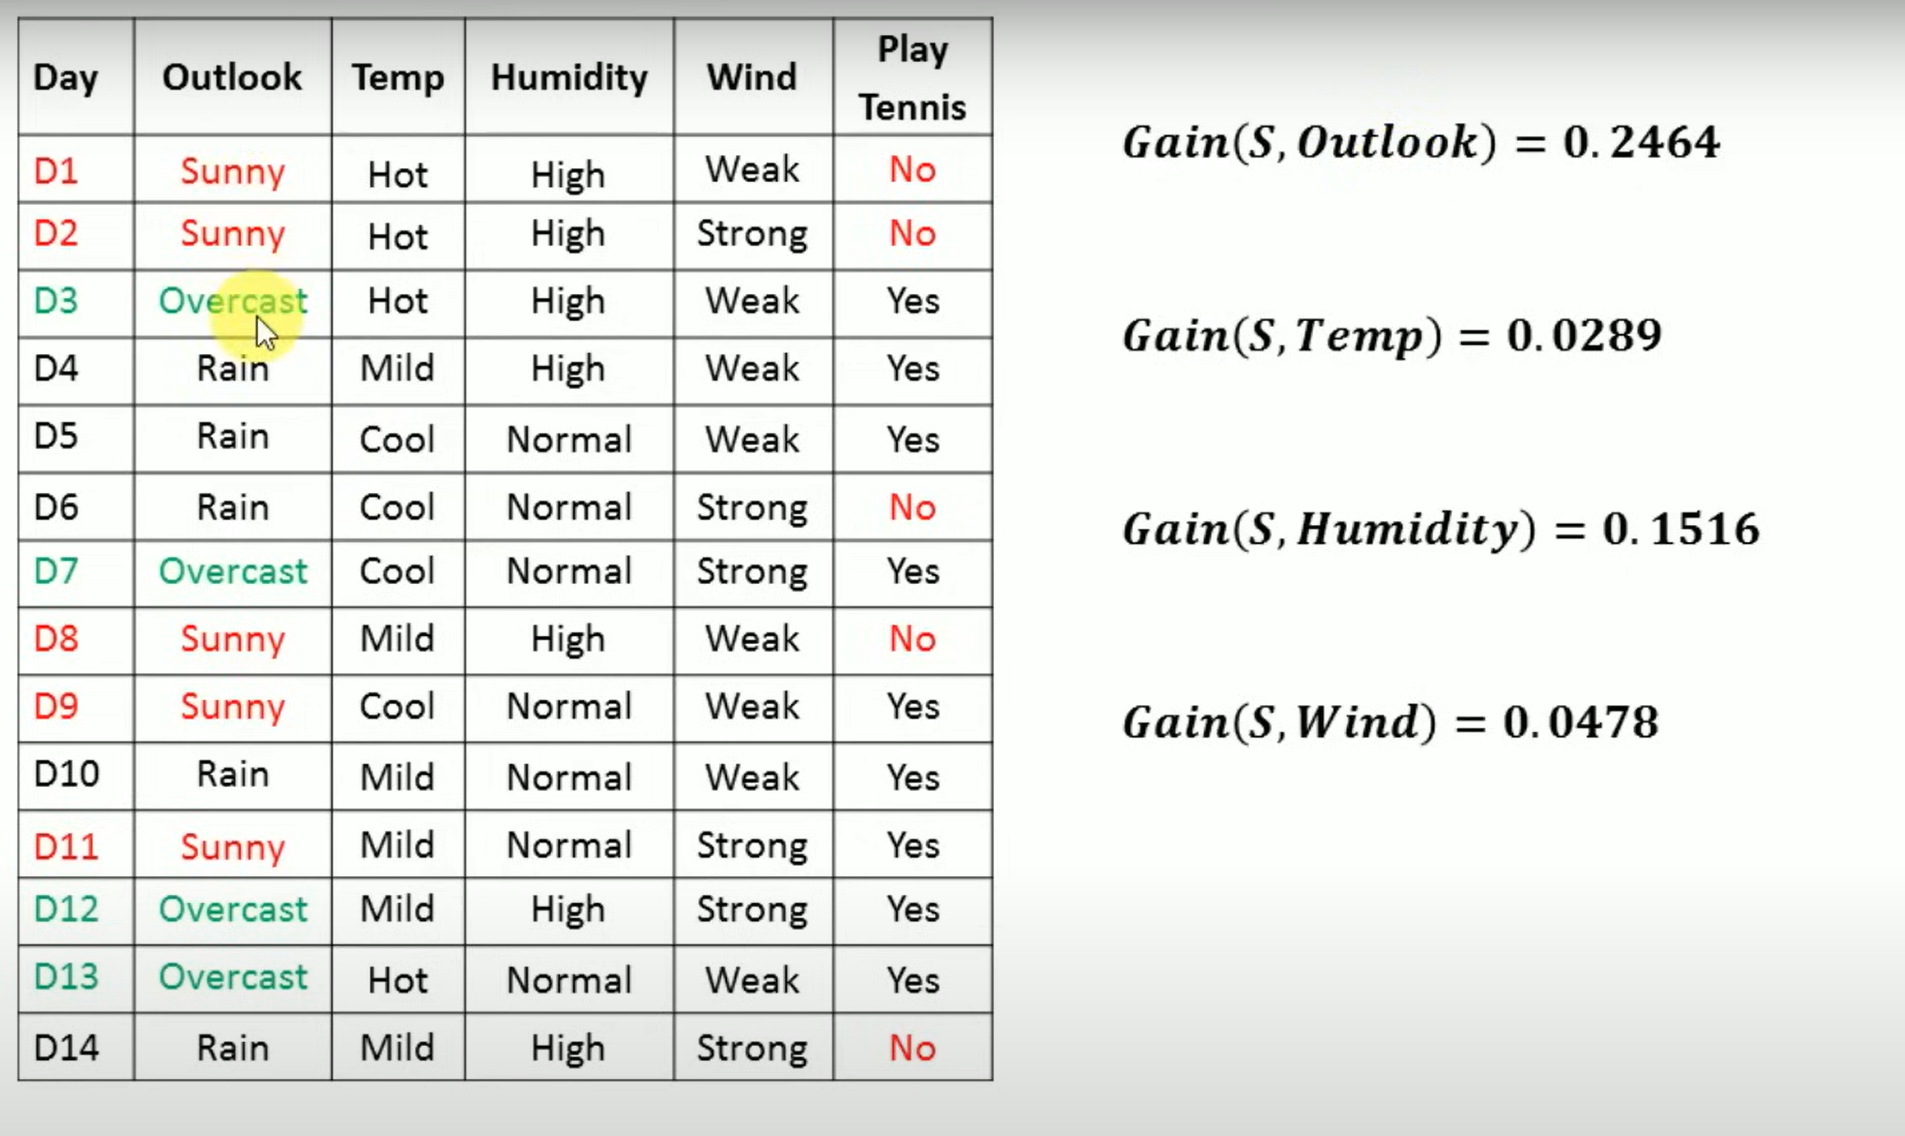 Day Outlook Temp Humidity Wind Play Tennis
D1 Sunny Hot High Weak No
D2 Sunny Hot High Strong No
D3 Overcast Hot High Weak Yes
D4 Rain Mild High Weak Yes
D5 Rain Cool Normal Weak Yes
D6 Rain Cool Normal Strong No
D7 Overcast Cool Normal Strong Yes
D8 Sunny Mild High Weak No
D9 Sunny Cool Normal Weak Yes
D10 Rain Mild Normal Weak Yes
D11 Sunny Mild Normal Strong Yes
D12 Overcast Mild High Strong Yes
D13 Overcast Hot Normal Weak Yes
D14 Rain Mild High Strong No
Gain(S, Outlook) = 0.2464
Gain(S, Temp) = 0.0289
Gain(S, Humidity) = 0.1516
Gain(S, Wind) = 0.0478